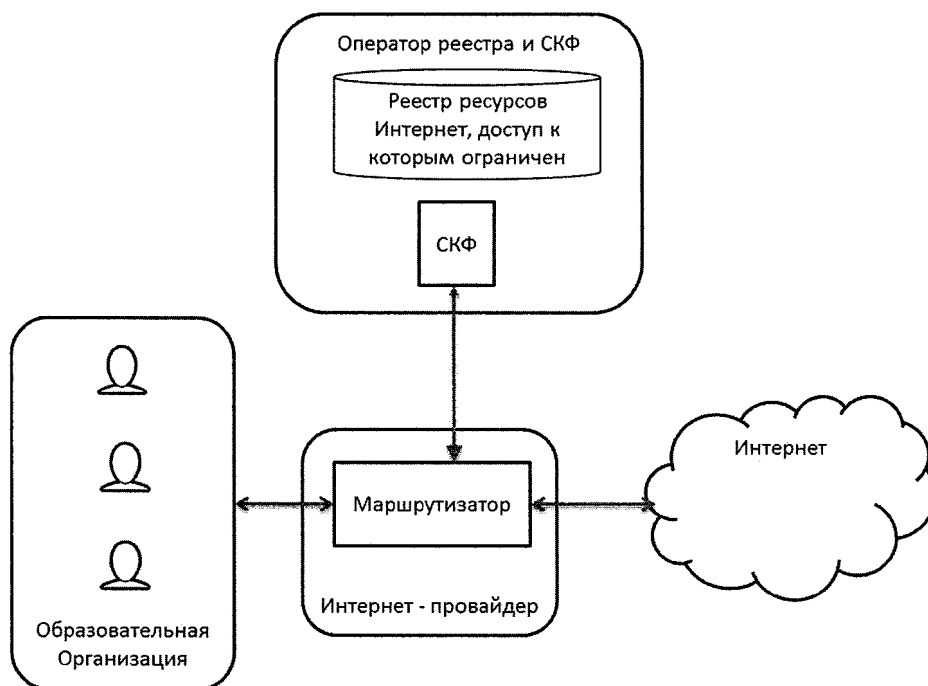 Оператор реестра и СКФ
Реестр ресурсов
Интернет, доступ к
которым ограничен
СКФ
Интернет
Маршрутизатор
Интернет - провайдер
Образовательная
Организация